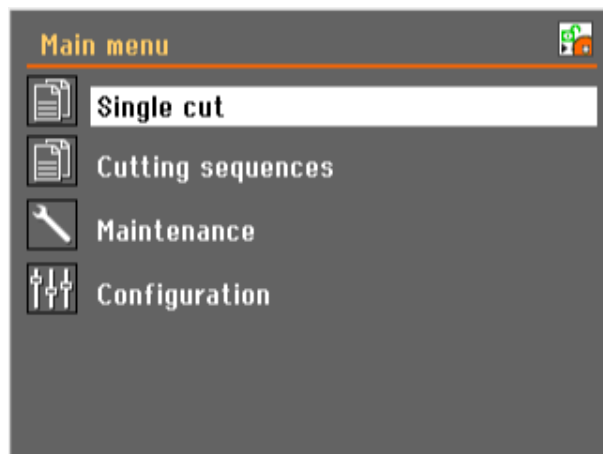 Main menu
Single cut
Cutting sequences
Maintenance
Configuration